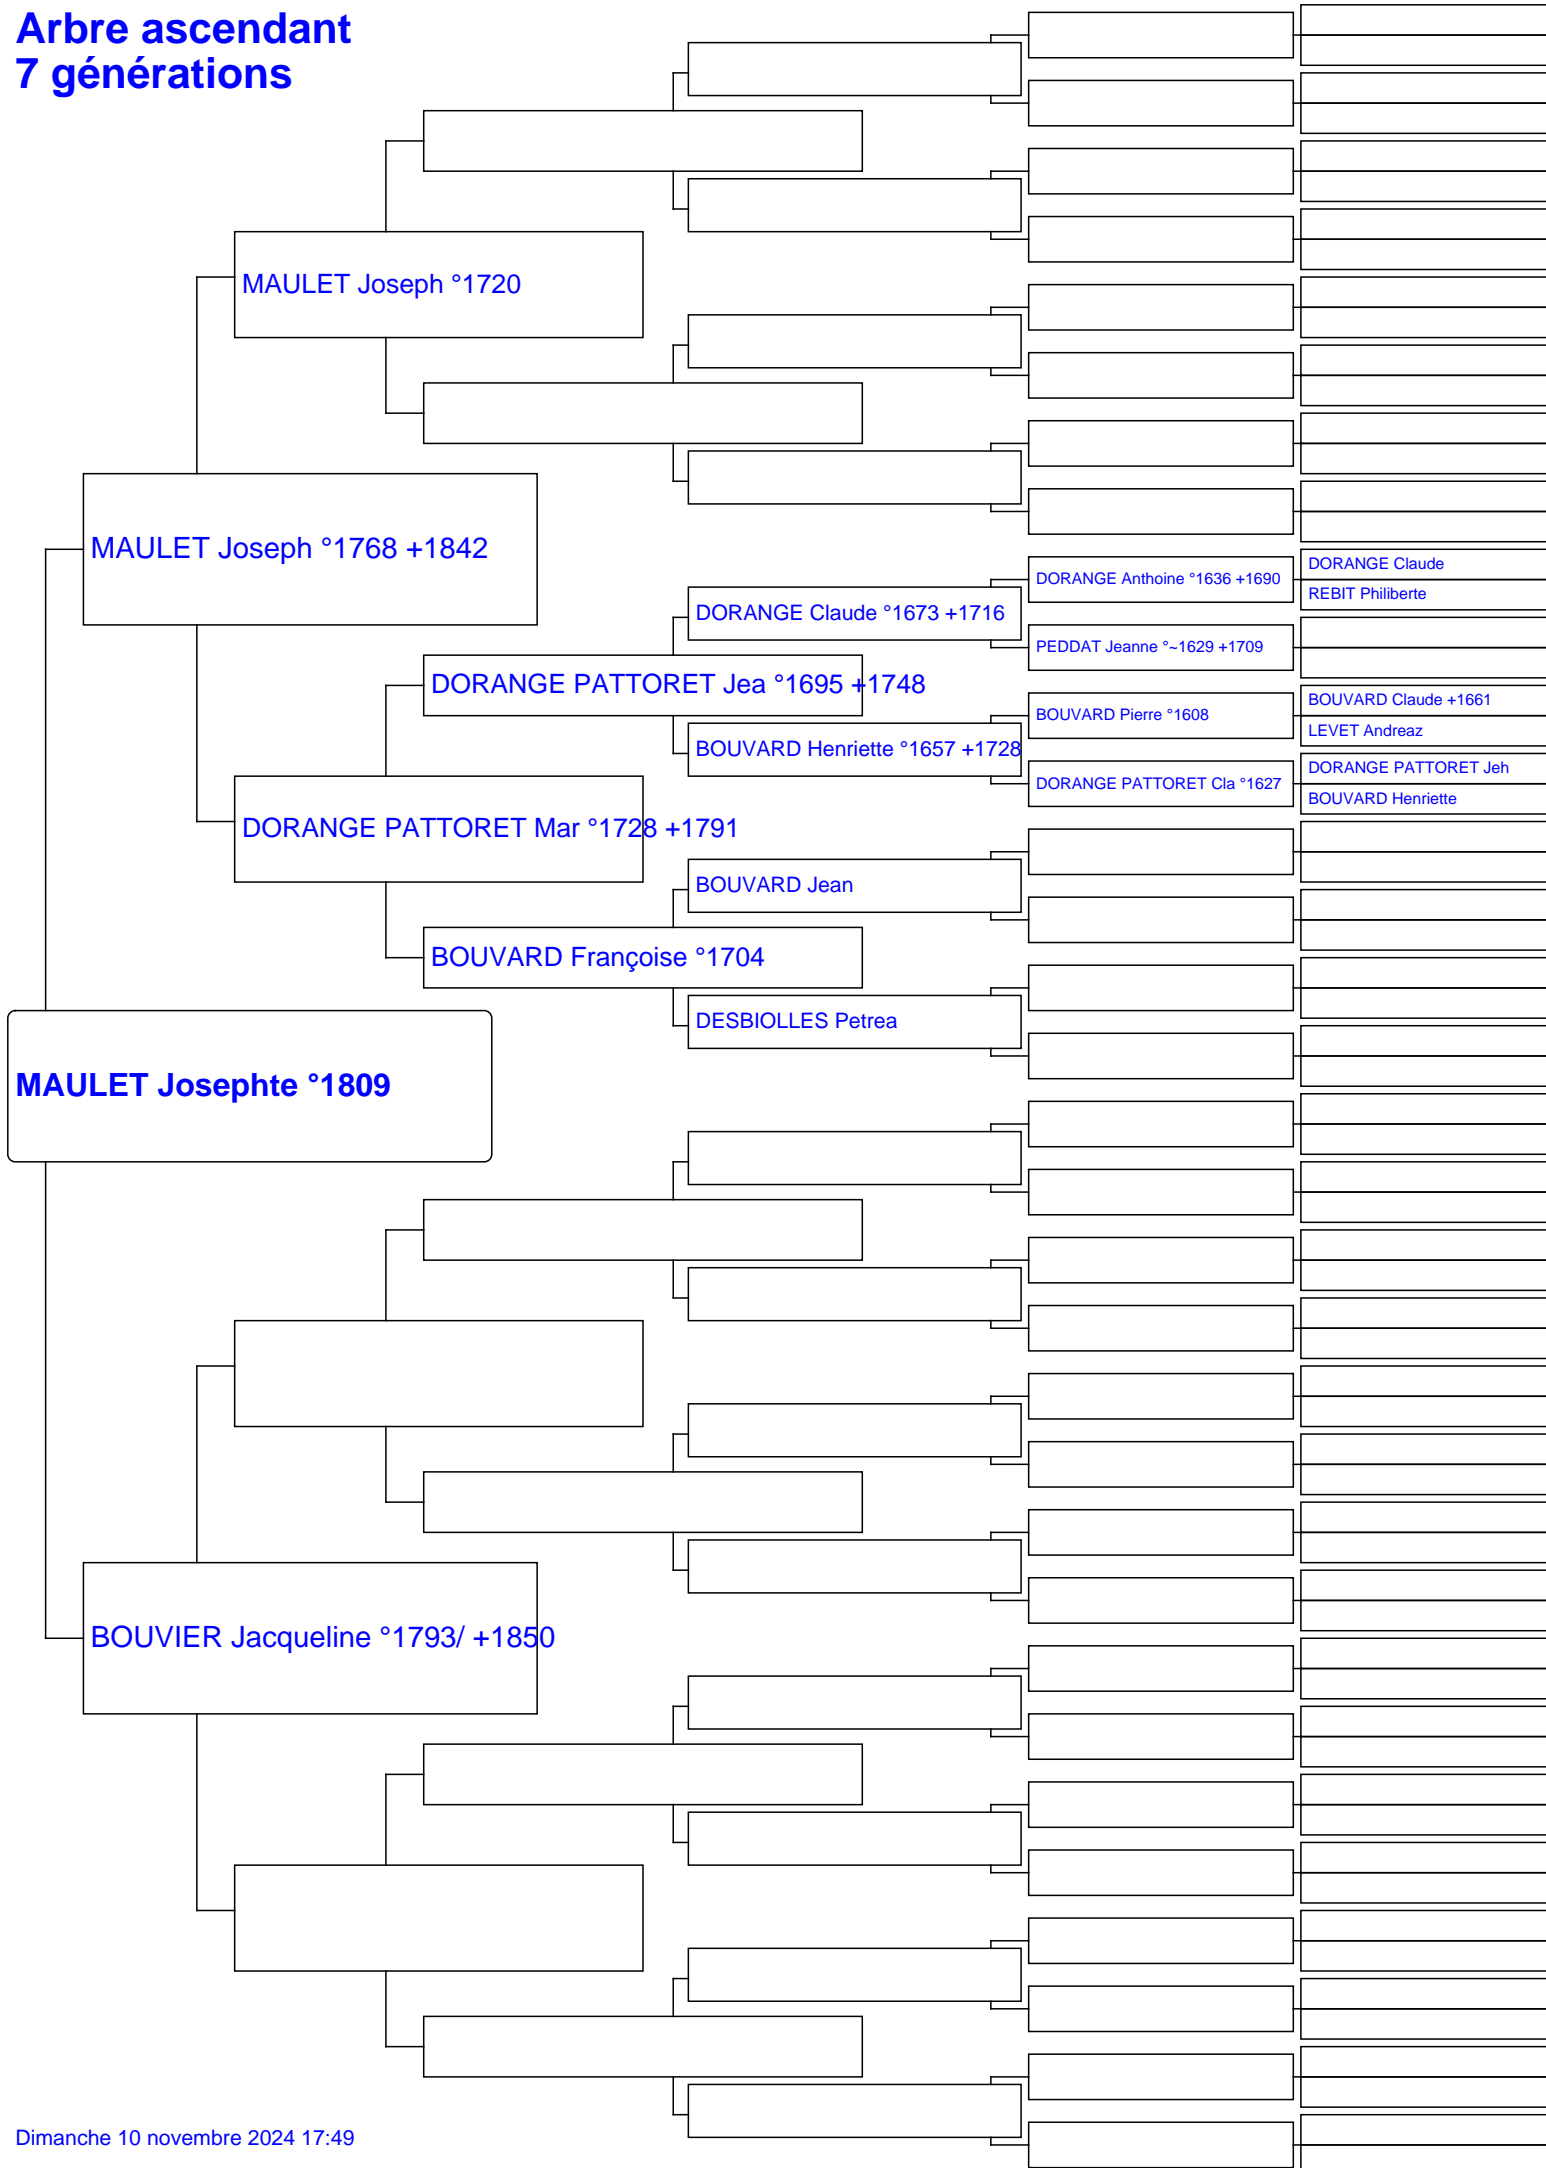 Arbre ascendant
7 générations
MAULET Joseph °1720
MAULET Joseph °1768 +1842
DORANGE Claude
DORANGE Anthoine °1636 +1690
REBIT Philiberte
DORANGE Claude °1673 +1716
PEDDAT Jeanne °~1629 +1709
DORANGE PATTORET Jea °1695 +1748
BOUVARD Claude +1661
BOUVARD Pierre °1608
LEVET Andreaz
BOUVARD Henriette °1657 +1728
DORANGE PATTORET Jeh
DORANGE PATTORET Cla °1627
BOUVARD Henriette
DORANGE PATTORET Mar °1728 +1791
BOUVARD Jean
BOUVARD Françoise °1704
DESBIOLLES Petrea
MAULET Josephte °1809
BOUVIER Jacqueline °1793/ +1850
Dimanche 10 novembre 2024 17:49